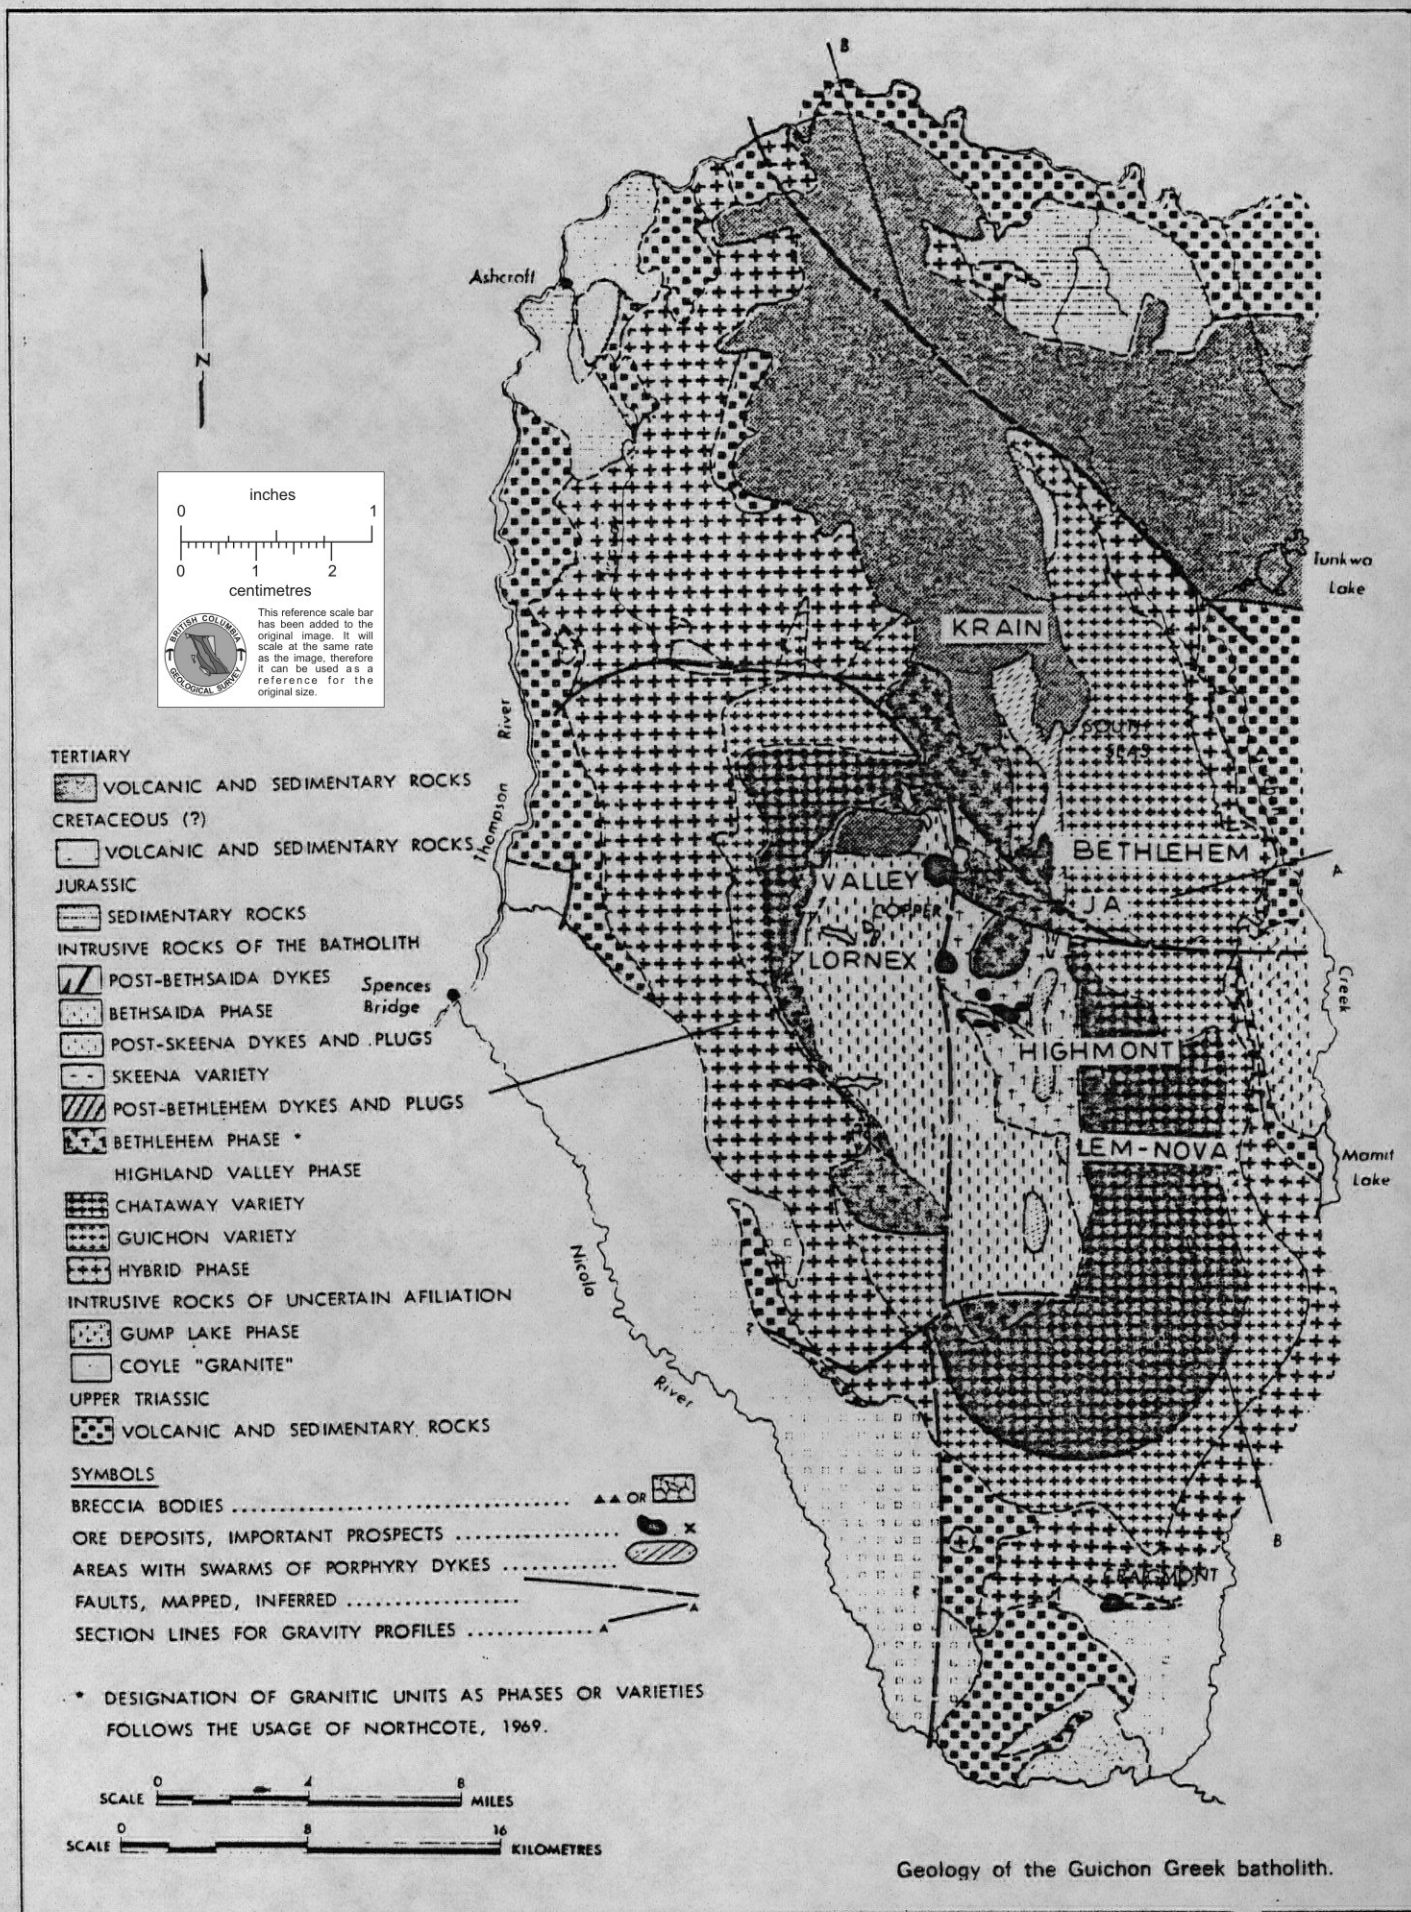 B
Ashcroft
N
inches
0 1
0 1 2
centimetres
This reference scale bar
has been added to the
original image. It will
scale at the same rate
as the image, therefore
it can be used as a
reference for the
original size.
BRITISH COLUMBIA
GEOLOGICAL SURVEY
Tunkwa
Lake
KRAIN
SOUTH
SEAS
River
Thompson
BETHLEHEM
A
VALLEY
COPPER
JA
LORNEX
Creek
Spences
Bridge
HIGHMONT
LEM-NOVA
Mamit
Lake
Nicola
River
B
CRAIGMONT
TERTIARY
VOLCANIC AND SEDIMENTARY ROCKS
CRETACEOUS (?)
VOLCANIC AND SEDIMENTARY ROCKS
JURASSIC
SEDIMENTARY ROCKS
INTRUSIVE ROCKS OF THE BATHOLITH
POST-BETHSAIDA DYKES
BETHSAIDA PHASE
POST-SKEENA DYKES AND PLUGS
SKEENA VARIETY
POST-BETHLEHEM DYKES AND PLUGS
BETHLEHEM PHASE *
HIGHLAND VALLEY PHASE
CHATAWAY VARIETY
GUICHON VARIETY
HYBRID PHASE
INTRUSIVE ROCKS OF UNCERTAIN AFILIATION
GUMP LAKE PHASE
COYLE "GRANITE"
UPPER TRIASSIC
VOLCANIC AND SEDIMENTARY ROCKS
SYMBOLS
BRECCIA BODIES ................................. ▲▲ OR
ORE DEPOSITS, IMPORTANT PROSPECTS ................ x
AREAS WITH SWARMS OF PORPHYRY DYKES ...........
FAULTS, MAPPED, INFERRED .................
SECTION LINES FOR GRAVITY PROFILES ............ A A
* DESIGNATION OF GRANITIC UNITS AS PHASES OR VARIETIES
FOLLOWS THE USAGE OF NORTHCOTE, 1969.
0 4 8
SCALE MILES
0 8 16
SCALE KILOMETRES
Geology of the Guichon Greek batholith.